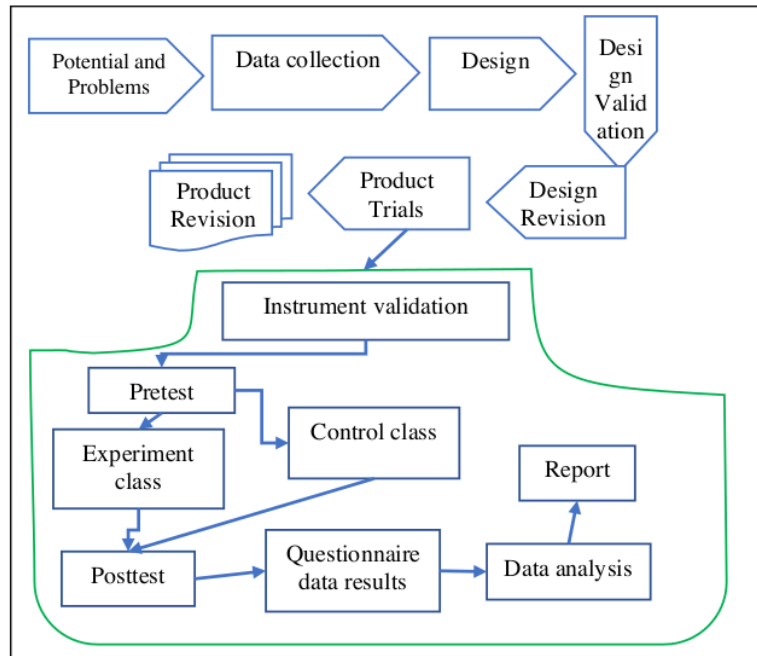 Potential and
Problems
Data collection
Design
Desi
gn
Valid
ation
Product
Revision
Product
Trials
Design
Revision
Instrument validation
Pretest
Control class
Experiment
class
Report
Posttest
Questionnaire
data results
Data analysis